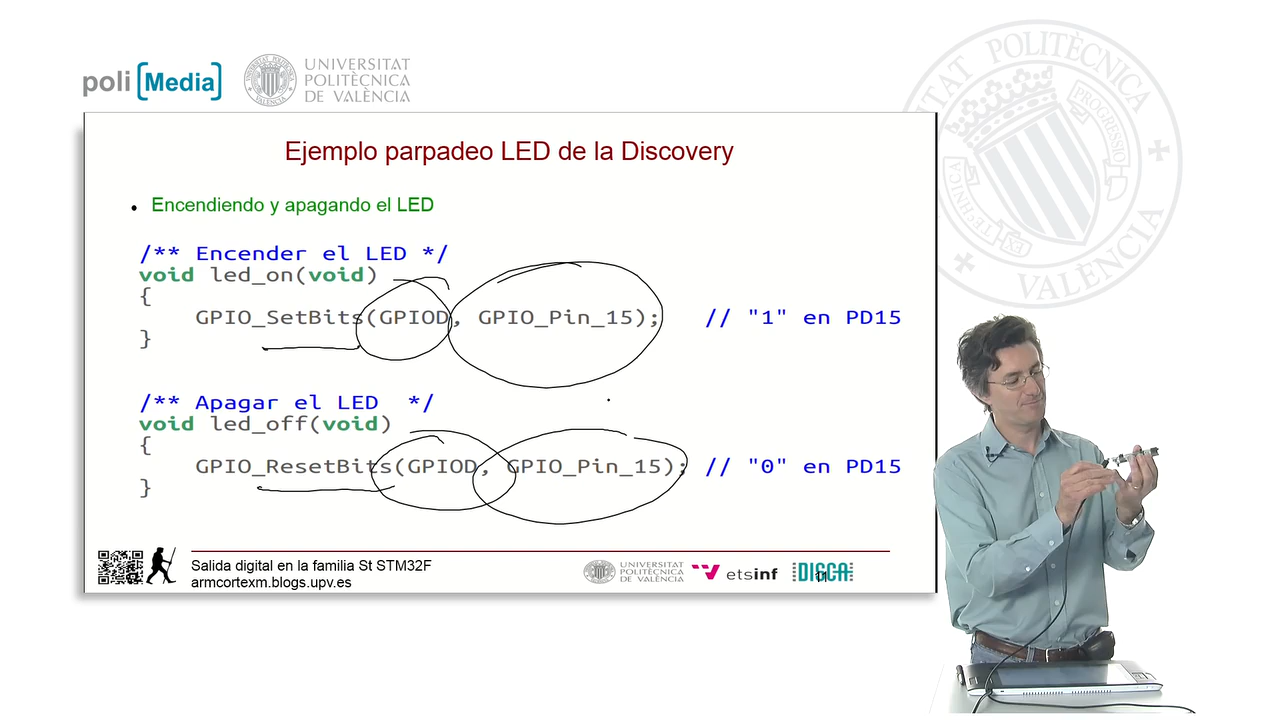 poli [Media]
UNIVERSITAT
POLITÈCNICA
DE VALÈNCIA
Ejemplo parpadeo LED de la Discovery
• Encendiendo y apagando el LED
/** Encender el LED */
void led_on(void)
{
GPIO_SetBits(GPIOD, GPIO_Pin_15); // "1" en PD15
}
/** Apagar el LED */
void led_off(void)
{
GPIO_ResetBits(GPIOD, GPIO_Pin_15); // "0" en PD15
}
Salida digital en la familia St STM32F
armcortexm.blogs.upv.es
UNIVERSITAT
POLITÈCNICA
DE VALÈNCIA
etsinf
DISCA
11